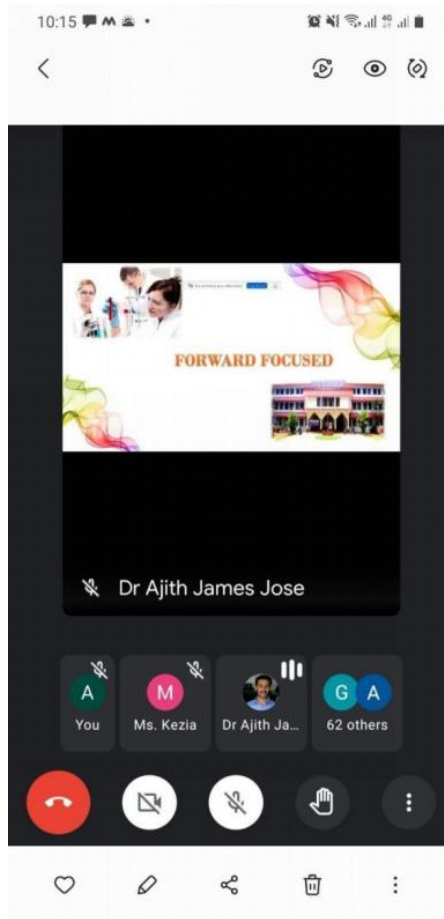 10:15
FORWARD FOCUSED
Dr Ajith James Jose
A
You
M
Ms. Kezia
Dr Ajith Ja...
G A
62 others